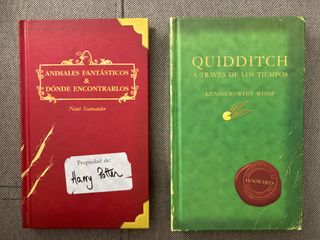 ANIMALES FANTÁSTICOS
&
DÓNDE ENCONTRARLOS
Newt Scamander
Propiedad de:
Harry Potter
QUIDDITCH
A TRAVÉS DE LOS TIEMPOS
KENNILWORTHY WHISP
HOGWARTS